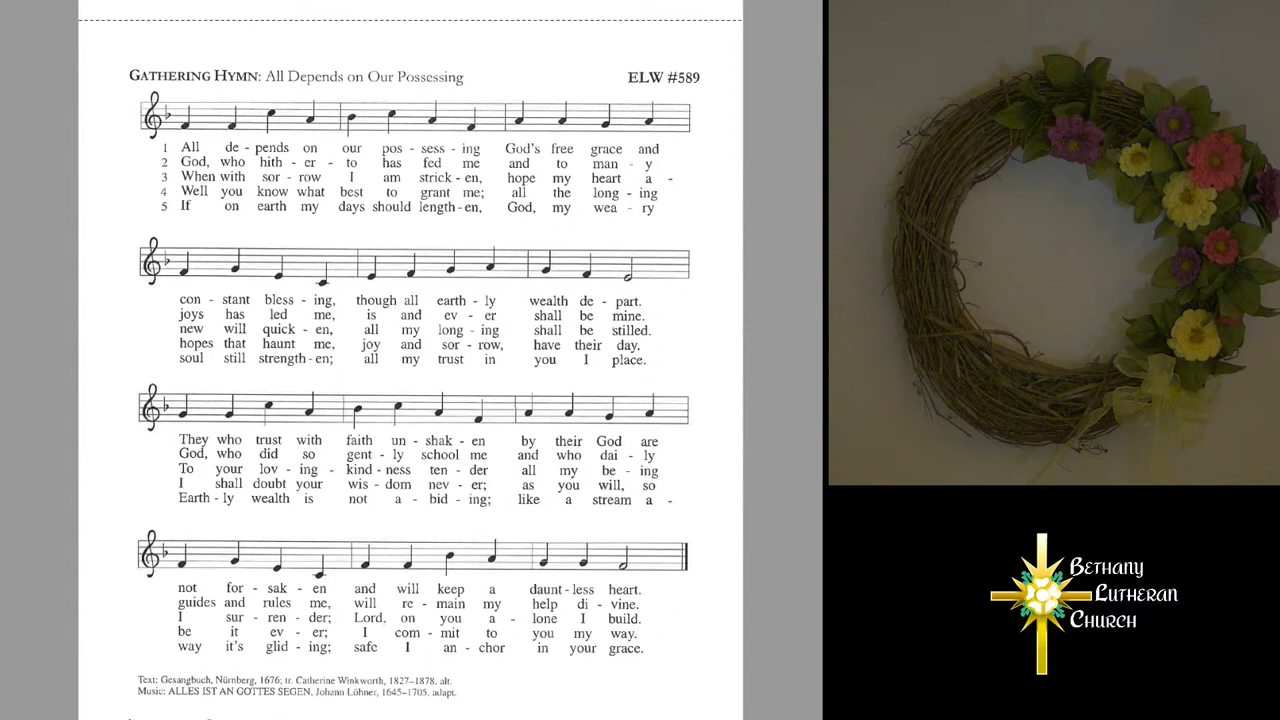 GATHERING HYMN: All Depends on Our Possessing ELW #589
1 All de - pends on our pos - sess - ing God's free grace and
2 God, who hith - er - to has fed me and to man - y
3 When with sor - row I am strick - en, hope my heart a -
4 Well you know what best to grant me; all the long - ing
5 If on earth my days should length - en, God, my wea - ry
con - stant bless - ing, though all earth - ly wealth de - part.
joys has led me, is and ev - er shall be mine.
new will quick - en, all my long - ing shall be stilled.
hopes that haunt me, joy and sor - row, have their day.
soul still strength - en; all my trust in you I place.
They who trust with faith un - shak - en by their God are
God, who did so gent - ly school me and who dai - ly
To your lov - ing - kind - ness ten - der all my be - ing
I shall doubt your wis - dom nev - er; as you will, so
Earth - ly wealth is not a - bid - ing; like a stream a -
not for - sak - en and will keep a daunt - less heart.
guides and rules me, will re - main my help di - vine.
I sur - ren - der; Lord, on you a - lone I build.
be it ev - er; I com - mit to you my way.
way it's glid - ing; safe I an - chor in your grace.
Text: Gesangbuch, Nürnberg, 1676; tr. Catherine Winkworth, 1827–1878, alt.
Music: ALLES IST AN GOTTES SEGEN, Johann Löhner, 1645–1705, adapt.
Bethany
Lutheran
Church